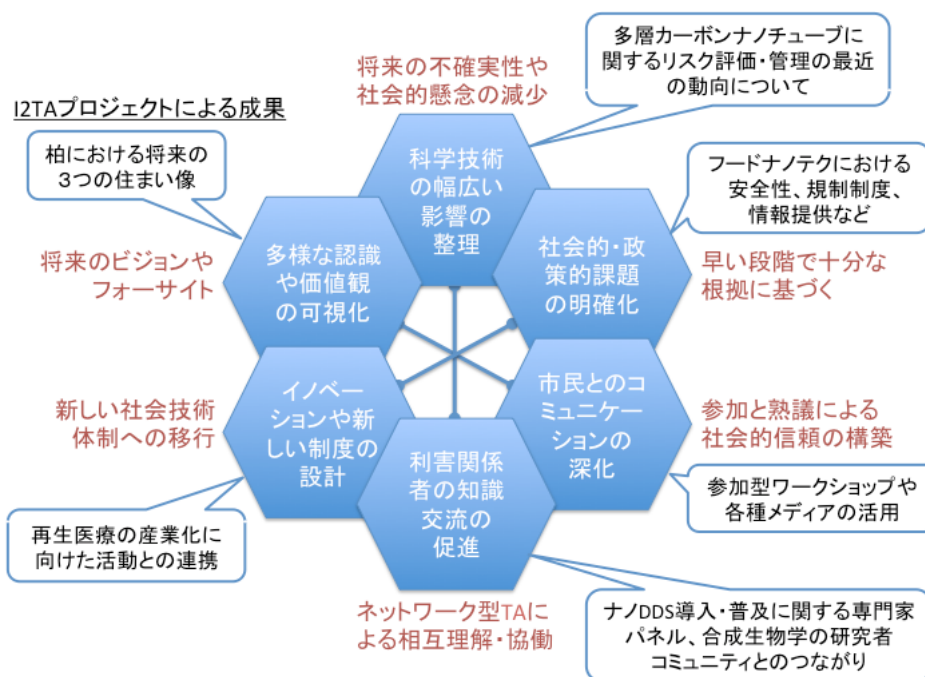 I2TAプロジェクトによる成果
柏における将来の
３つの住まい像
将来の不確実性や
社会的懸念の減少
多層カーボンナノチューブに
関するリスク評価・管理の最近
の動向について
科学技術
の幅広い
影響の
整理
フードナノテクにおける
安全性、規制制度、
情報提供など
将来のビジョンや
フォーサイト
多様な認識
や価値観
の可視化
社会的・政
策的課題
の明確化
早い段階で十分な
根拠に基づく
新しい社会技術
体制への移行
イノベー
ションや新
しい制度の
設計
市民とのコ
ミュニケー
ションの
深化
参加と熟議による
社会的信頼の構築
利害関係
者の知識
交流の
促進
参加型ワークショップや
各種メディアの活用
再生医療の産業化に
向けた活動との連携
ネットワーク型TAに
よる相互理解・協働
ナノDDS導入・普及に関する専門家
パネル、合成生物学の研究者
コミュニティとのつながり